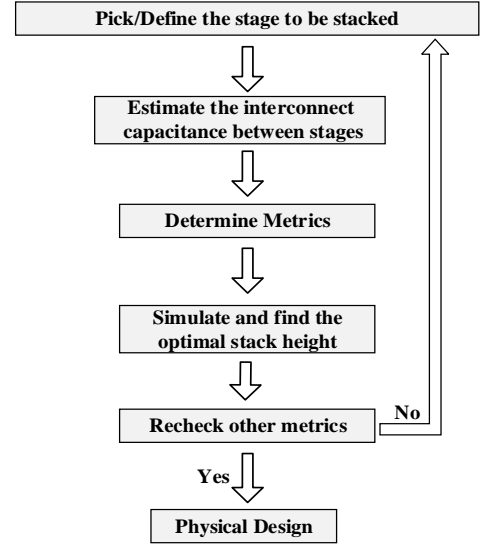 Pick/Define the stage to be stacked
Estimate the interconnect
capacitance between stages
Determine Metrics
Simulate and find the
optimal stack height
Recheck other metrics
No
Yes
Physical Design